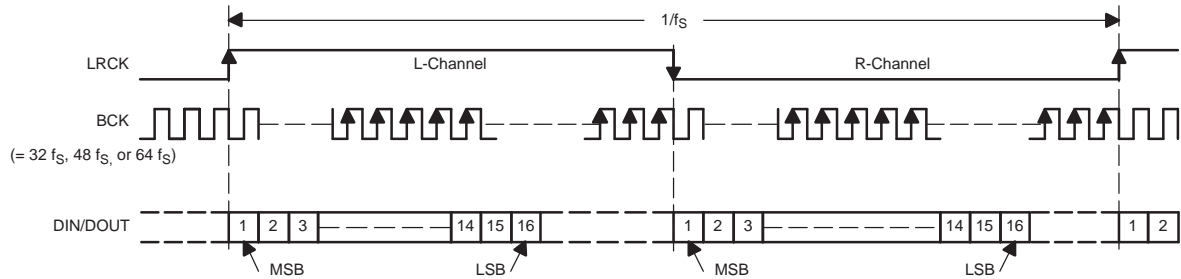 1/fS
LRCK
L-Channel
R-Channel
BCK
(= 32 fS, 48 fS, or 64 fS)
DIN/DOUT
1 2 3 14 15 16 1 2 3 14 15 16 1 2
MSB LSB MSB LSB